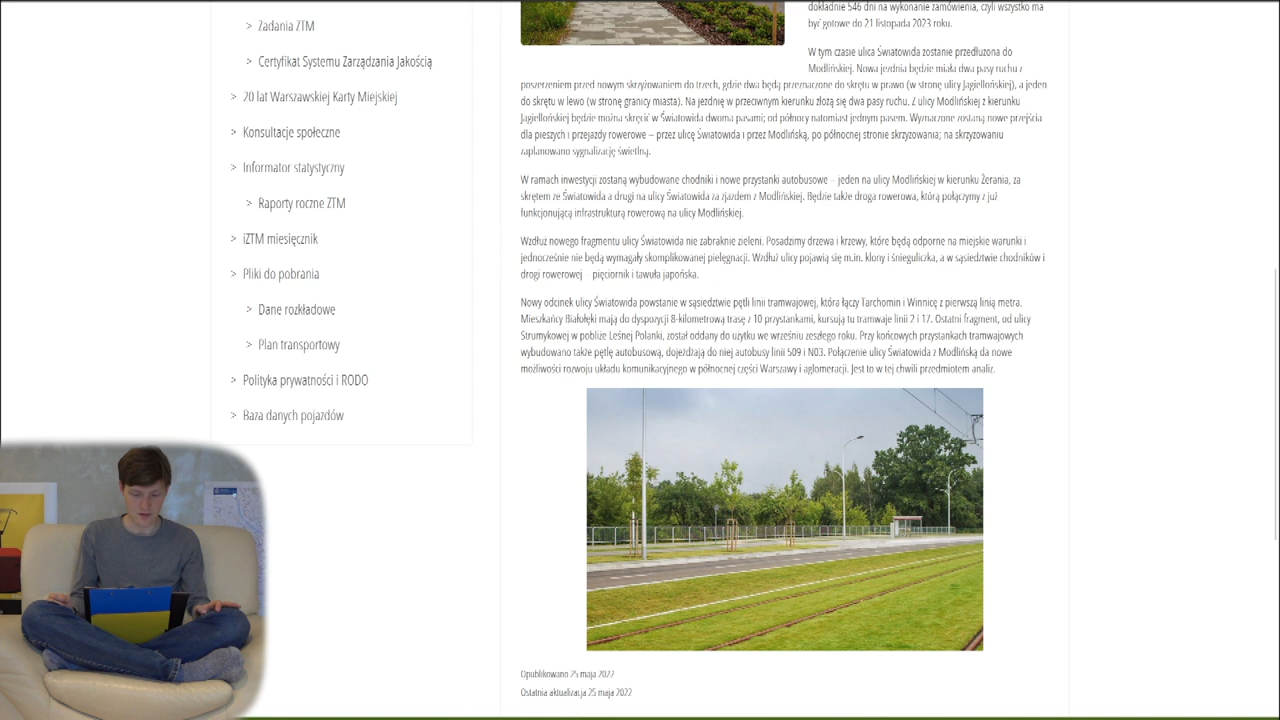 > Zadania ZTM
> Certyfikat Systemu Zarządzania Jakością
> 20 lat Warszawskiej Karty Miejskiej
> Konsultacje społeczne
> Informator statystyczny
> Raporty roczne ZTM
> iZTM miesięcznik
> Pliki do pobrania
> Dane rozkładowe
> Plan transportowy
> Polityka prywatności i RODO
> Baza danych pojazdów
dokładnie 546 dni na wykonanie zamówienia, czyli wszystko ma
być gotowe do 21 listopada 2023 roku.
W tym czasie ulica Światowida zostanie przedłużona do
Modlińskiej. Nowa jezdnia będzie miała dwa pasy ruchu z
poszerzeniem przed nowym skrzyżowaniem do trzech, gdzie dwa będą przeznaczone do skrętu w prawo (w stronę ulicy Jagiellońskiej), a jeden
do skrętu w lewo (w stronę granicy miasta). Na jezdnię w przeciwnym kierunku złożą się dwa pasy ruchu. Z ulicy Modlińskiej z kierunku
Jagiellońskiej będzie można skręcić w Światowida dwoma pasami; od północy natomiast jednym pasem. Wyznaczone zostaną nowe przejścia
dla pieszych i przejazdy rowerowe – przez ulicę Światowida i przez Modlińską, po północnej stronie skrzyżowania; na skrzyżowaniu
zaplanowano sygnalizację świetlną.
W ramach inwestycji zostaną wybudowane chodniki i nowe przystanki autobusowe – jeden na ulicy Modlińskiej w kierunku Żerania, za
skrętem ze Światowida a drugi na ulicy Światowida za zjazdem z Modlińskiej. Będzie także droga rowerowa, którą połączymy z już
funkcjonującą infrastrukturą rowerową na ulicy Modlińskiej.
Wzdłuż nowego fragmentu ulicy Światowida nie zabraknie zieleni. Posadzimy drzewa i krzewy, które będą odporne na miejskie warunki i
jednocześnie nie będą wymagały skomplikowanej pielęgnacji. Wzdłuż ulicy pojawią się m.in. klony i śnieguliczka, a w sąsiedztwie chodników i
drogi rowerowej – pięciornik i tawuła japońska.
Nowy odcinek ulicy Światowida powstanie w sąsiedztwie pętli linii tramwajowej, która łączy Tarchomin i Winnicę z pierwszą linią metra.
Mieszkańcy Białołęki mają do dyspozycji 8-kilometrową trasę z 10 przystankami, kursują tu tramwaje linii 2 i 17. Ostatni fragment, od ulicy
Strumykowej w pobliże Leśnej Polanki, został oddany do użytku we wrześniu zeszłego roku. Przy końcowych przystankach tramwajowych
wybudowano także pętlę autobusową, dojeżdżają do niej autobusy linii 509 i N03. Połączenie ulicy Światowida z Modlińską da nowe
możliwości rozwoju układu komunikacyjnego w północnej części Warszawy i aglomeracji. Jest to w tej chwili przedmiotem analiz.
Opublikowano 25 maja 2022
Ostatnia aktualizacja 25 maja 2022